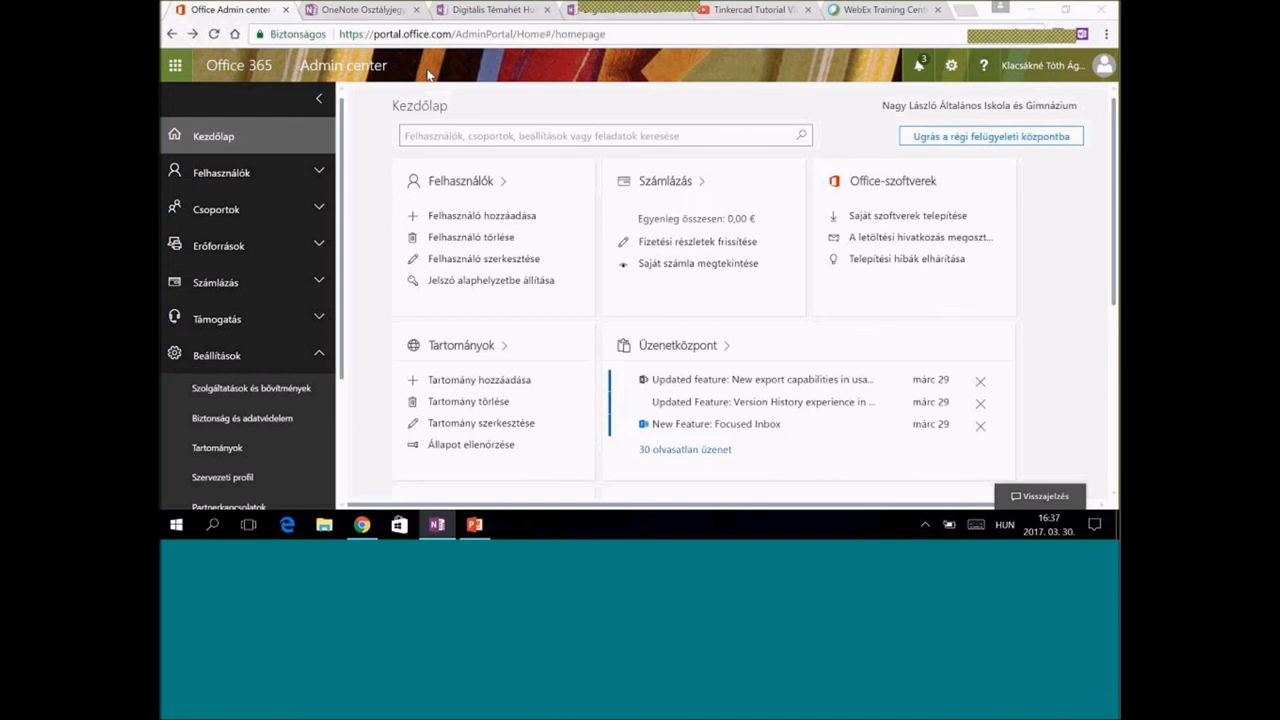 Office Admin center
OneNote Osztályjegy
Digitális Témahét Hu
Tinkercad Tutorial Vi
WebEx Training Cent
Biztonságos
https://portal.office.com/AdminPortal/Home#/homepage
Office 365
Admin center
3
?
Klacsákné Tóth Ág...
Kezdőlap
Felhasználók
Csoportok
Erőforrások
Számlázás
Támogatás
Beállítások
Szolgáltatások és bővítmények
Biztonság és adatvédelem
Tartományok
Szervezeti profil
Partnerkapcsolatok
Kezdőlap
Nagy László Általános Iskola és Gimnázium
Felhasználók, csoportok, beállítások vagy feladatok keresése
Ugrás a régi felügyeleti központba
Felhasználók
Felhasználó hozzáadása
Felhasználó törlése
Felhasználó szerkesztése
Jelszó alaphelyzetbe állítása
Számlázás
Egyenleg összesen: 0,00 €
Fizetési részletek frissítése
Saját számla megtekintése
Office-szoftverek
Saját szoftverek telepítése
A letöltési hivatkozás megoszt...
Telepítési hibák elhárítása
Tartományok
Tartomány hozzáadása
Tartomány törlése
Tartomány szerkesztése
Állapot ellenőrzése
Üzenetközpont
Updated feature: New export capabilities in usa... márc 29
Updated Feature: Version History experience in ... márc 29
New Feature: Focused Inbox márc 29
30 olvasatlan üzenet
Visszajelzés
HUN
16:37
2017. 03. 30.